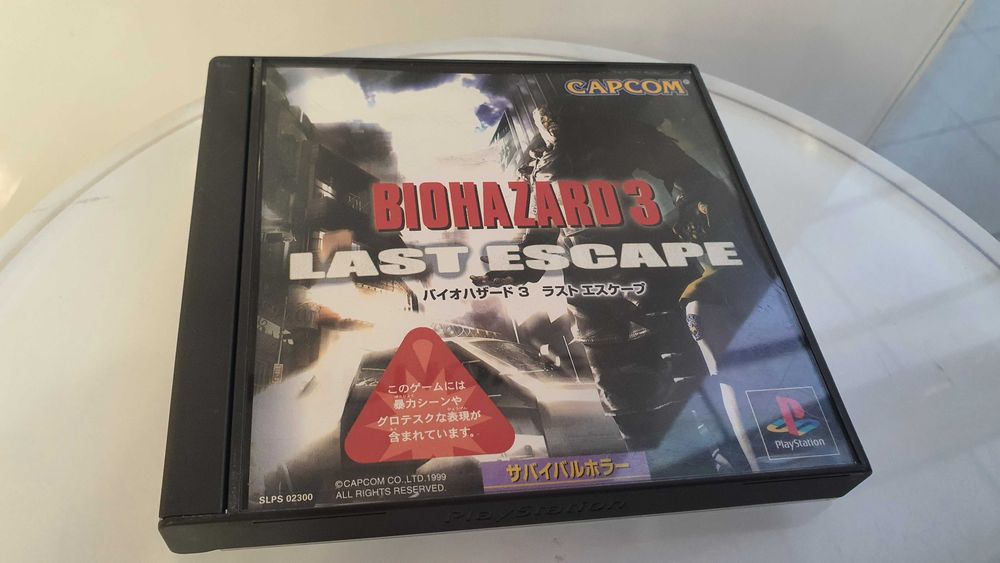 CAPCOM®
BIOHAZARD 3
LAST ESCAPE
バイオハザード 3 ラスト エスケープ
このゲームには
暴力シーンや
グロテスクな表現が
含まれています。
©CAPCOM CO.,LTD.1999
ALL RIGHTS RESERVED.
SLPS 02300
サバイバルホラー
PlayStation
PlayStation